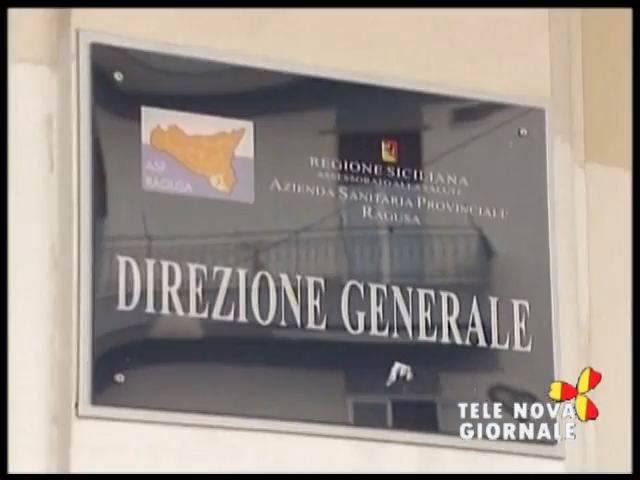 ASP
RAGUSA
REGIONE SICILIANA
ASSESSORATO ALLA SALUTE
AZIENDA SANITARIA PROVINCIALE
RAGUSA
DIREZIONE GENERALE
TELE NOVA
GIORNALE